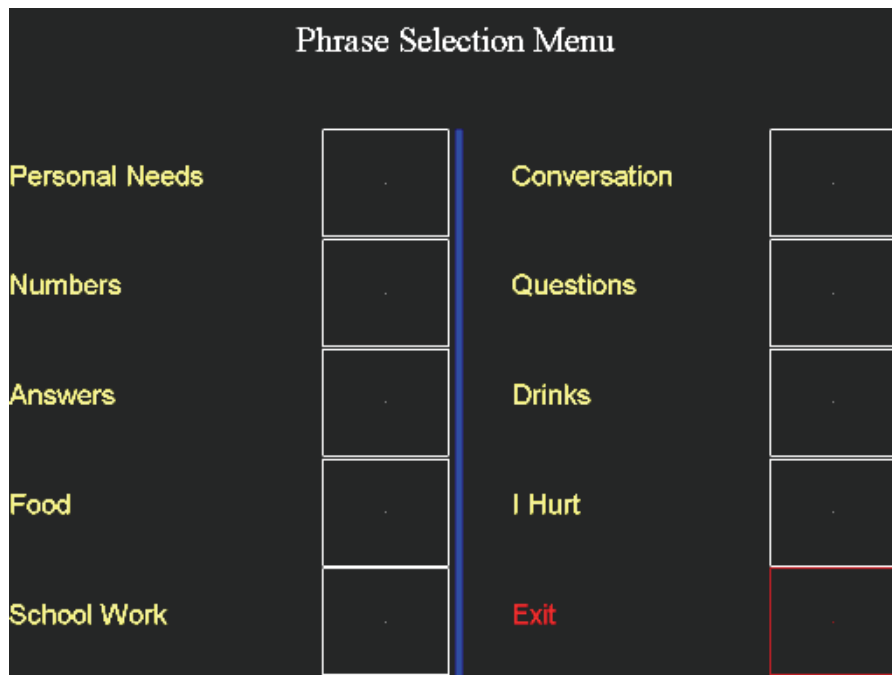 Phrase Selection Menu
Personal Needs
Conversation
Numbers
Questions
Answers
Drinks
Food
I Hurt
School Work
Exit